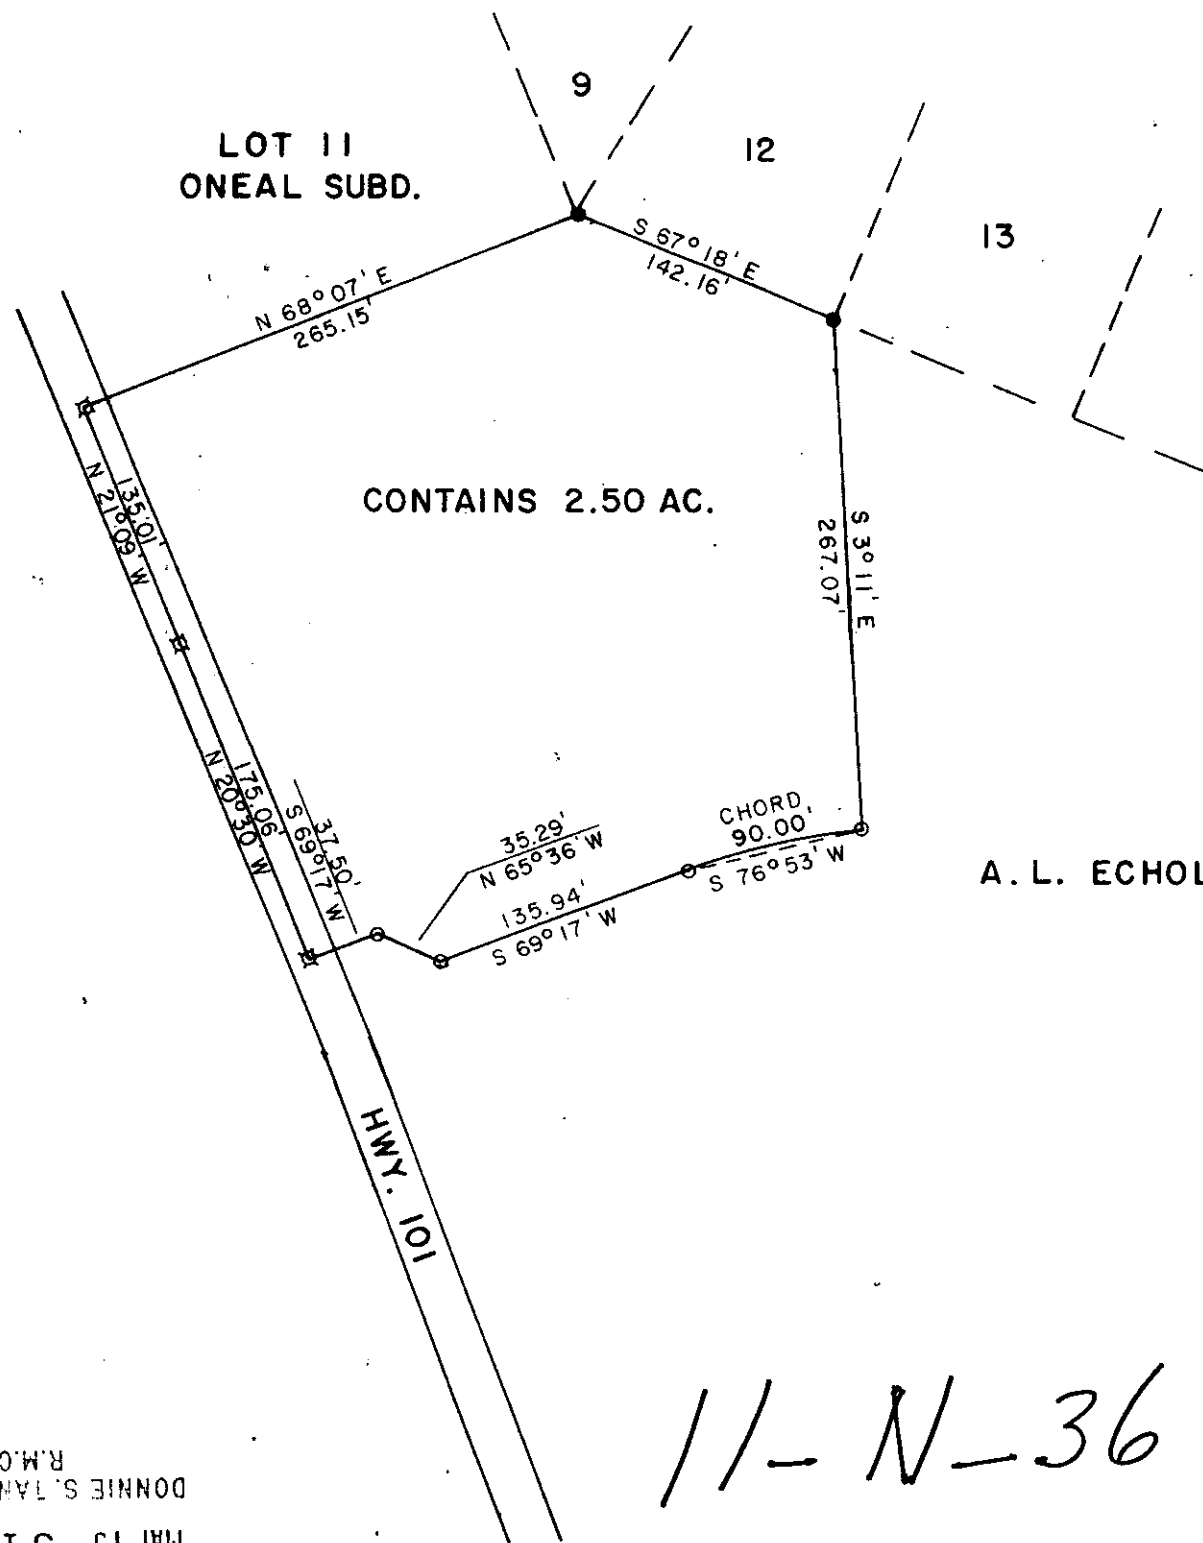 9
12
13
LOT 11
ONEAL SUBD.
S 67° 18' E
142.16'
N 68° 07' E
265.15'
CONTAINS 2.50 AC.
135.01'
N 21° 09' W
S 3° 11' E
267.07'
175.06'
N 20° 30' W
37.50'
S 69° 17' W
35.29'
N 65° 36' W
CHORD
90.00'
S 76° 53' W
135.94'
S 69° 17' W
A. L. ECHOL
HWY. 101
11-N-36
DONNIE S. TAN
R.M.C